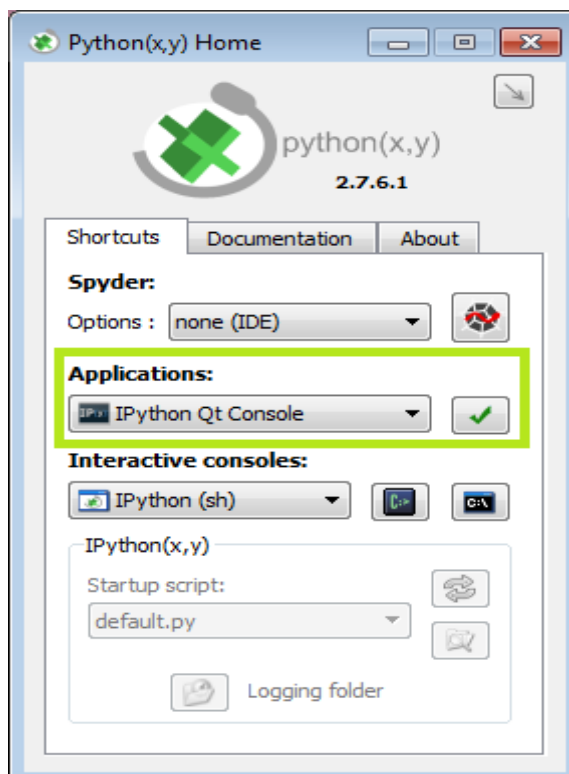 Python(x,y) Home
python(x,y)
2.7.6.1
Shortcuts Documentation About
Spyder:
Options : none (IDE)
Applications:
IPython Qt Console
Interactive consoles:
IPython (sh)
C:\
IPython(x,y)
Startup script:
default.py
Logging folder